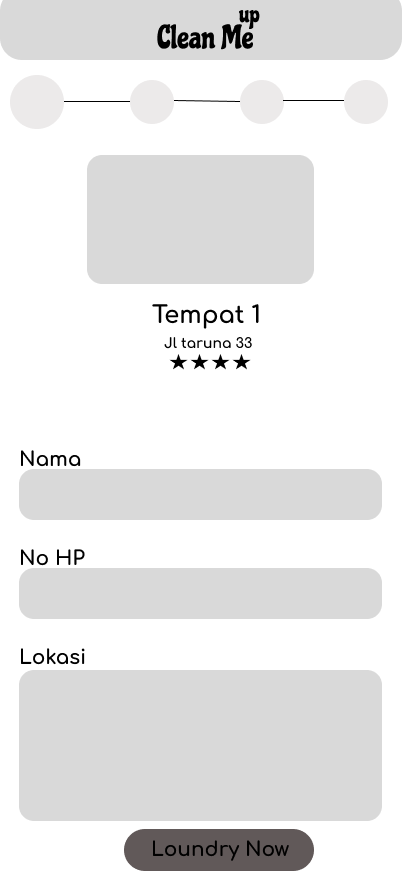 up
Clean Me
Tempat 1
Jl taruna 33
★★★★
Nama
No HP
Lokasi
Loundry Now